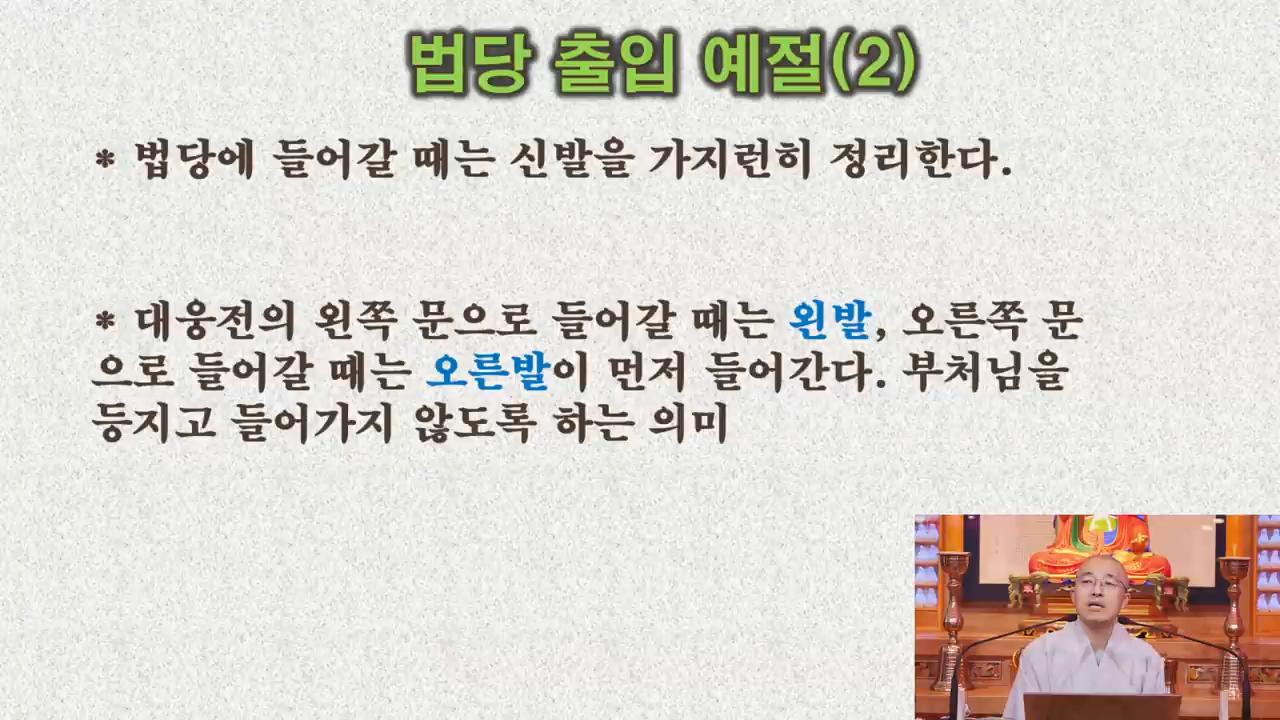 법당 출입 예절(2)
* 법당에 들어갈 때는 신발을 가지런히 정리한다.
* 대웅전의 왼쪽 문으로 들어갈 때는 왼발, 오른쪽 문
으로 들어갈 때는 오른발이 먼저 들어간다. 부처님을
등지고 들어가지 않도록 하는 의미